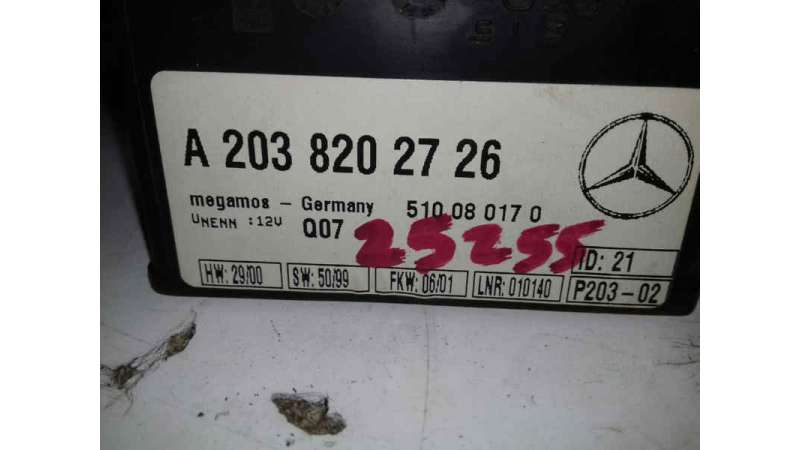 A 203 820 27 26
megamos – Germany 510 08 017 0
UNENN :12V Q07
25255
ID: 21
HW: 29/00 SW: 50/99 FKW: 06/01 LNR: 010140 P203-02